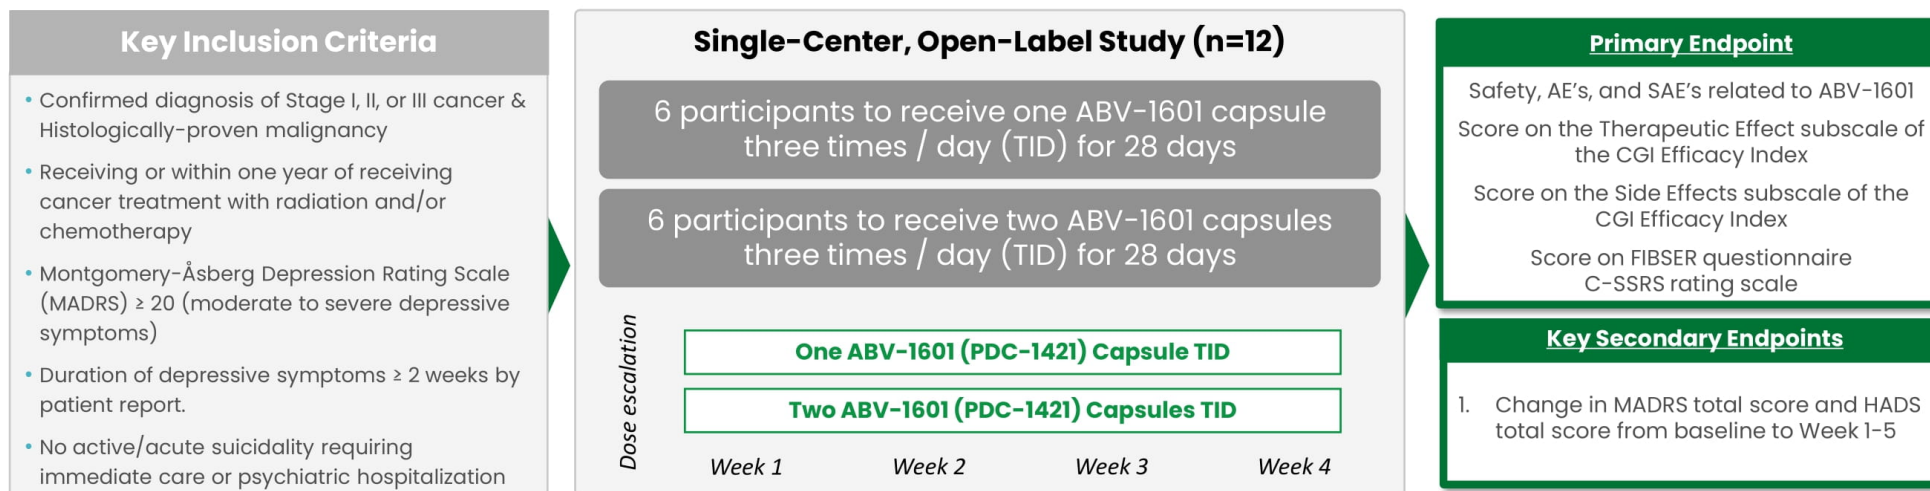 Key Inclusion Criteria
• Confirmed diagnosis of Stage I, II, or III cancer &
Histologically-proven malignancy
• Receiving or within one year of receiving
cancer treatment with radiation and/or
chemotherapy
• Montgomery-Åsberg Depression Rating Scale
(MADRS) ≥ 20 (moderate to severe depressive
symptoms)
• Duration of depressive symptoms ≥ 2 weeks by
patient report.
• No active/acute suicidality requiring
immediate care or psychiatric hospitalization
Single-Center, Open-Label Study (n=12)
6 participants to receive one ABV-1601 capsule
three times / day (TID) for 28 days
6 participants to receive two ABV-1601 capsules
three times / day (TID) for 28 days
Dose escalation
One ABV-1601 (PDC-1421) Capsule TID
Two ABV-1601 (PDC-1421) Capsules TID
Week 1 Week 2 Week 3 Week 4
Primary Endpoint
Safety, AE's, and SAE's related to ABV-1601
Score on the Therapeutic Effect subscale of
the CGI Efficacy Index
Score on the Side Effects subscale of the
CGI Efficacy Index
Score on FIBSER questionnaire
C-SSRS rating scale
Key Secondary Endpoints
1. Change in MADRS total score and HADS
total score from baseline to Week 1-5